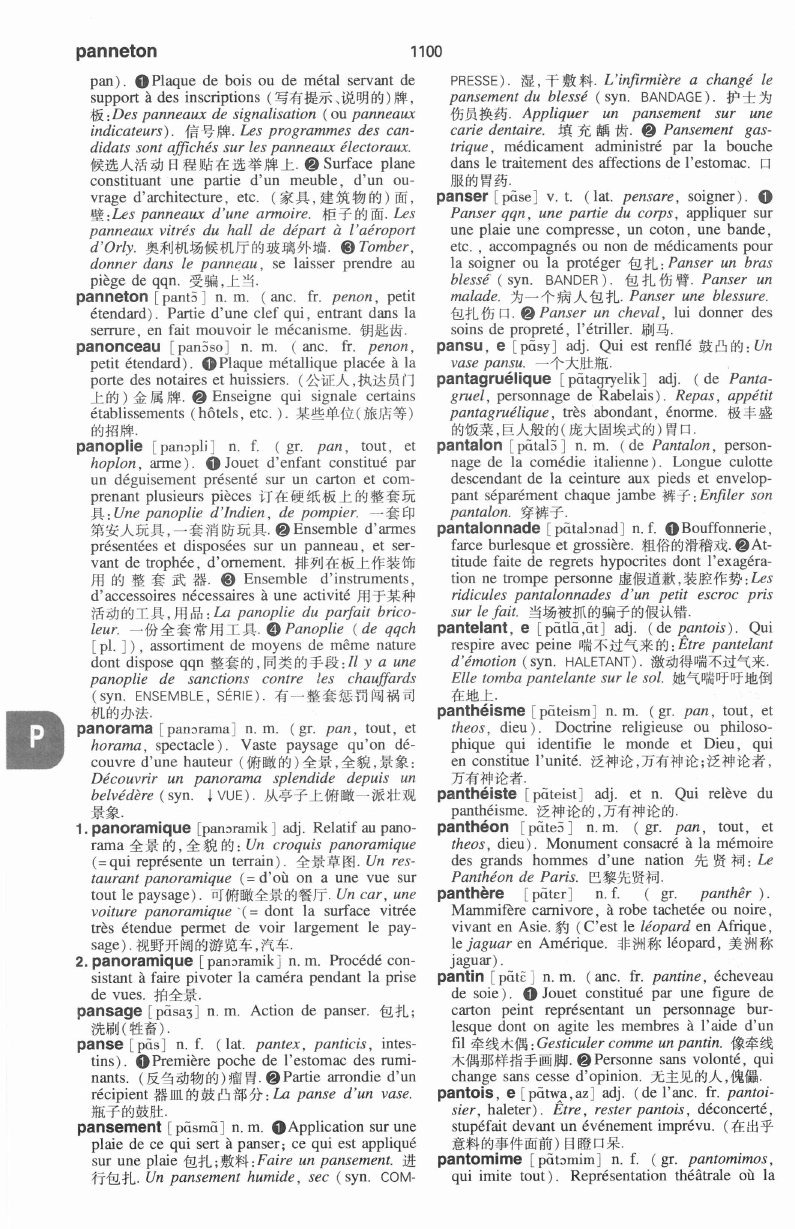 panneton
1100
pan). ❶Plaque de bois ou de métal servant de
support à des inscriptions (写有提示、说明的)牌,
板:Des panneaux de signalisation (ou panneaux
indicateurs). 信号牌. Les programmes des can-
didats sont affichés sur les panneaux électoraux.
候选人活动日程贴在选举牌上. ❷ Surface plane
constituant une partie d'un meuble, d'un ou-
vrage d'architecture, etc. (家具,建筑物的)面,
壁:Les panneaux d'une armoire. 柜子的面. Les
panneaux vitrés du hall de départ à l'aéroport
d'Orly. 奥利机场候机厅的玻璃外墙. ❸ Tomber,
donner dans le panneau, se laisser prendre au
piège de qqn. 受骗,上当.
panneton [pantɔ̃] n. m. (anc. fr. penon, petit
étendard). Partie d'une clef qui, entrant dans la
serrure, en fait mouvoir le mécanisme. 钥匙齿.
panonceau [panɔ̃so] n. m. (anc. fr. penon,
petit étendard). ❶Plaque métallique placée à la
porte des notaires et huissiers. (公证人,执达员门
上的) 金属牌. ❷ Enseigne qui signale certains
établissements (hôtels, etc.). 某些单位(旅店等)
的招牌.
panoplie [panɔpli] n. f. (gr. pan, tout, et
hoplon, arme). ❶ Jouet d'enfant constitué par
un déguisement présenté sur un carton et com-
prenant plusieurs pièces 订在硬纸板上的整套玩
具:Une panoplie d'Indien, de pompier. 一套印
第安人玩具,一套消防玩具. ❷Ensemble d'armes
présentées et disposées sur un panneau, et ser-
vant de trophée, d'ornement. 排列在板上作装饰
用的整套武器. ❸ Ensemble d'instruments,
d'accessoires nécessaires à une activité 用于某种
活动的工具,用品:La panoplie du parfait brico-
leur. 一份全套常用工具. ❹ Panoplie (de qqch
[pl.]), assortiment de moyens de même nature
dont dispose qqn 整套的,同类的手段:Il y a une
panoplie de sanctions contre les chauffards
(syn. ENSEMBLE, SÉRIE). 有一整套惩罚闯祸司
机的办法.
panorama [panɔrama] n. m. (gr. pan, tout, et
horama, spectacle). Vaste paysage qu'on dé-
couvre d'une hauteur (俯瞰的)全景,全貌,景象:
Découvrir un panorama splendide depuis un
belvédère (syn. ↓VUE). 从亭子上俯瞰一派壮观
景象.
1. panoramique [panɔramik] adj. Relatif au pano-
rama 全景的,全貌的: Un croquis panoramique
(=qui représente un terrain). 全景草图. Un res-
taurant panoramique (= d'où on a une vue sur
tout le paysage). 可俯瞰全景的餐厅. Un car, une
voiture panoramique (= dont la surface vitrée
très étendue permet de voir largement le pay-
sage). 视野开阔的游览车,汽车.
2. panoramique [panɔramik] n. m. Procédé con-
sistant à faire pivoter la caméra pendant la prise
de vues. 拍全景.
pansage [pɑ̃saʒ] n. m. Action de panser. 包扎;
洗刷(牲畜).
panse [pɑ̃s] n. f. (lat. pantex, panticis, intes-
tins). ❶Première poche de l'estomac des rumi-
nants. (反刍动物的)瘤胃. ❷Partie arrondie d'un
récipient 器皿的鼓凸部分: La panse d'un vase.
瓶子的鼓肚.
pansement [pɑ̃smɑ̃] n. m. ❶Application sur une
plaie de ce qui sert à panser; ce qui est appliqué
sur une plaie 包扎;敷料:Faire un pansement. 进
行包扎. Un pansement humide, sec (syn. COM-
PRESSE). 湿,干敷料. L'infirmière a changé le
pansement du blessé (syn. BANDAGE). 护士为
伤员换药. Appliquer un pansement sur une
carie dentaire. 填充龋齿. ❷ Pansement gas-
trique, médicament administré par la bouche
dans le traitement des affections de l'estomac. 口
服的胃药.
panser [pɑ̃se] v. t. (lat. pensare, soigner). ❶
Panser qqn, une partie du corps, appliquer sur
une plaie une compresse, un coton, une bande,
etc., accompagnés ou non de médicaments pour
la soigner ou la protéger 包扎:Panser un bras
blessé (syn. BANDER). 包扎伤臂. Panser un
malade. 为一个病人包扎. Panser une blessure.
包扎伤口. ❷ Panser un cheval, lui donner des
soins de propreté, l'étriller. 刷马.
pansu, e [pɑ̃sy] adj. Qui est renflé 鼓凸的:Un
vase pansu. 一个大肚瓶.
pantagruélique [pɑ̃tagryelik] adj. (de Panta-
gruel, personnage de Rabelais). Repas, appétit
pantagruélique, très abondant, énorme. 极丰盛
的饭菜,巨人般的(庞大固埃式的)胃口.
pantalon [pɑ̃talɔ̃] n. m. (de Pantalon, person-
nage de la comédie italienne). Longue culotte
descendant de la ceinture aux pieds et envelop-
pant séparément chaque jambe 裤子:Enfiler son
pantalon. 穿裤子.
pantalonnade [pɑ̃talɔnad] n. f. ❶Bouffonnerie,
farce burlesque et grossière. 粗俗的滑稽戏. ❷At-
titude faite de regrets hypocrites dont l'exagéra-
tion ne trompe personne 虚假道歉,装腔作势:Les
ridicules pantalonnades d'un petit escroc pris
sur le fait. 当场被抓的骗子的假认错.
pantelant, e [pɑ̃tlɑ̃,ɑ̃t] adj. (de pantois). Qui
respire avec peine 喘不过气来的:Être pantelant
d'émotion (syn. HALETANT). 激动得喘不过气来.
Elle tomba pantelante sur le sol. 她气喘吁吁地倒
在地上.
panthéisme [pɑ̃teism] n. m. (gr. pan, tout, et
theos, dieu). Doctrine religieuse ou philoso-
phique qui identifie le monde et Dieu, qui
en constitue l'unité. 泛神论,万有神论;泛神论者,
万有神论者.
panthéiste [pɑ̃teist] adj. et n. Qui relève du
panthéisme. 泛神论的,万有神论的.
panthéon [pɑ̃teɔ̃] n. m. (gr. pan, tout, et
theos, dieu). Monument consacré à la mémoire
des grands hommes d'une nation 先贤祠: Le
Panthéon de Paris. 巴黎先贤祠.
panthère [pɑ̃tɛr] n. f. (gr. panthêr).
Mammifère carnivore, à robe tachetée ou noire,
vivant en Asie. 豹 (C'est le léopard en Afrique,
le jaguar en Amérique. 非洲称 léopard, 美洲称
jaguar).
pantin [pɑ̃tɛ̃] n. m. (anc. fr. pantine, écheveau
de soie). ❶ Jouet constitué par une figure de
carton peint représentant un personnage bur-
lesque dont on agite les membres à l'aide d'un
fil 牵线木偶:Gesticuler comme un pantin. 像牵线
木偶那样指手画脚. ❷Personne sans volonté, qui
change sans cesse d'opinion. 无主见的人,傀儡.
pantois, e [pɑ̃twa,az] adj. (de l'anc. fr. pantoi-
sier, haleter). Être, rester pantois, déconcerté,
stupéfait devant un événement imprévu. (在出乎
意料的事件面前)目瞪口呆.
pantomime [pɑ̃tɔmim] n. f. (gr. pantomimos,
qui imite tout). Représentation théâtrale où la
P